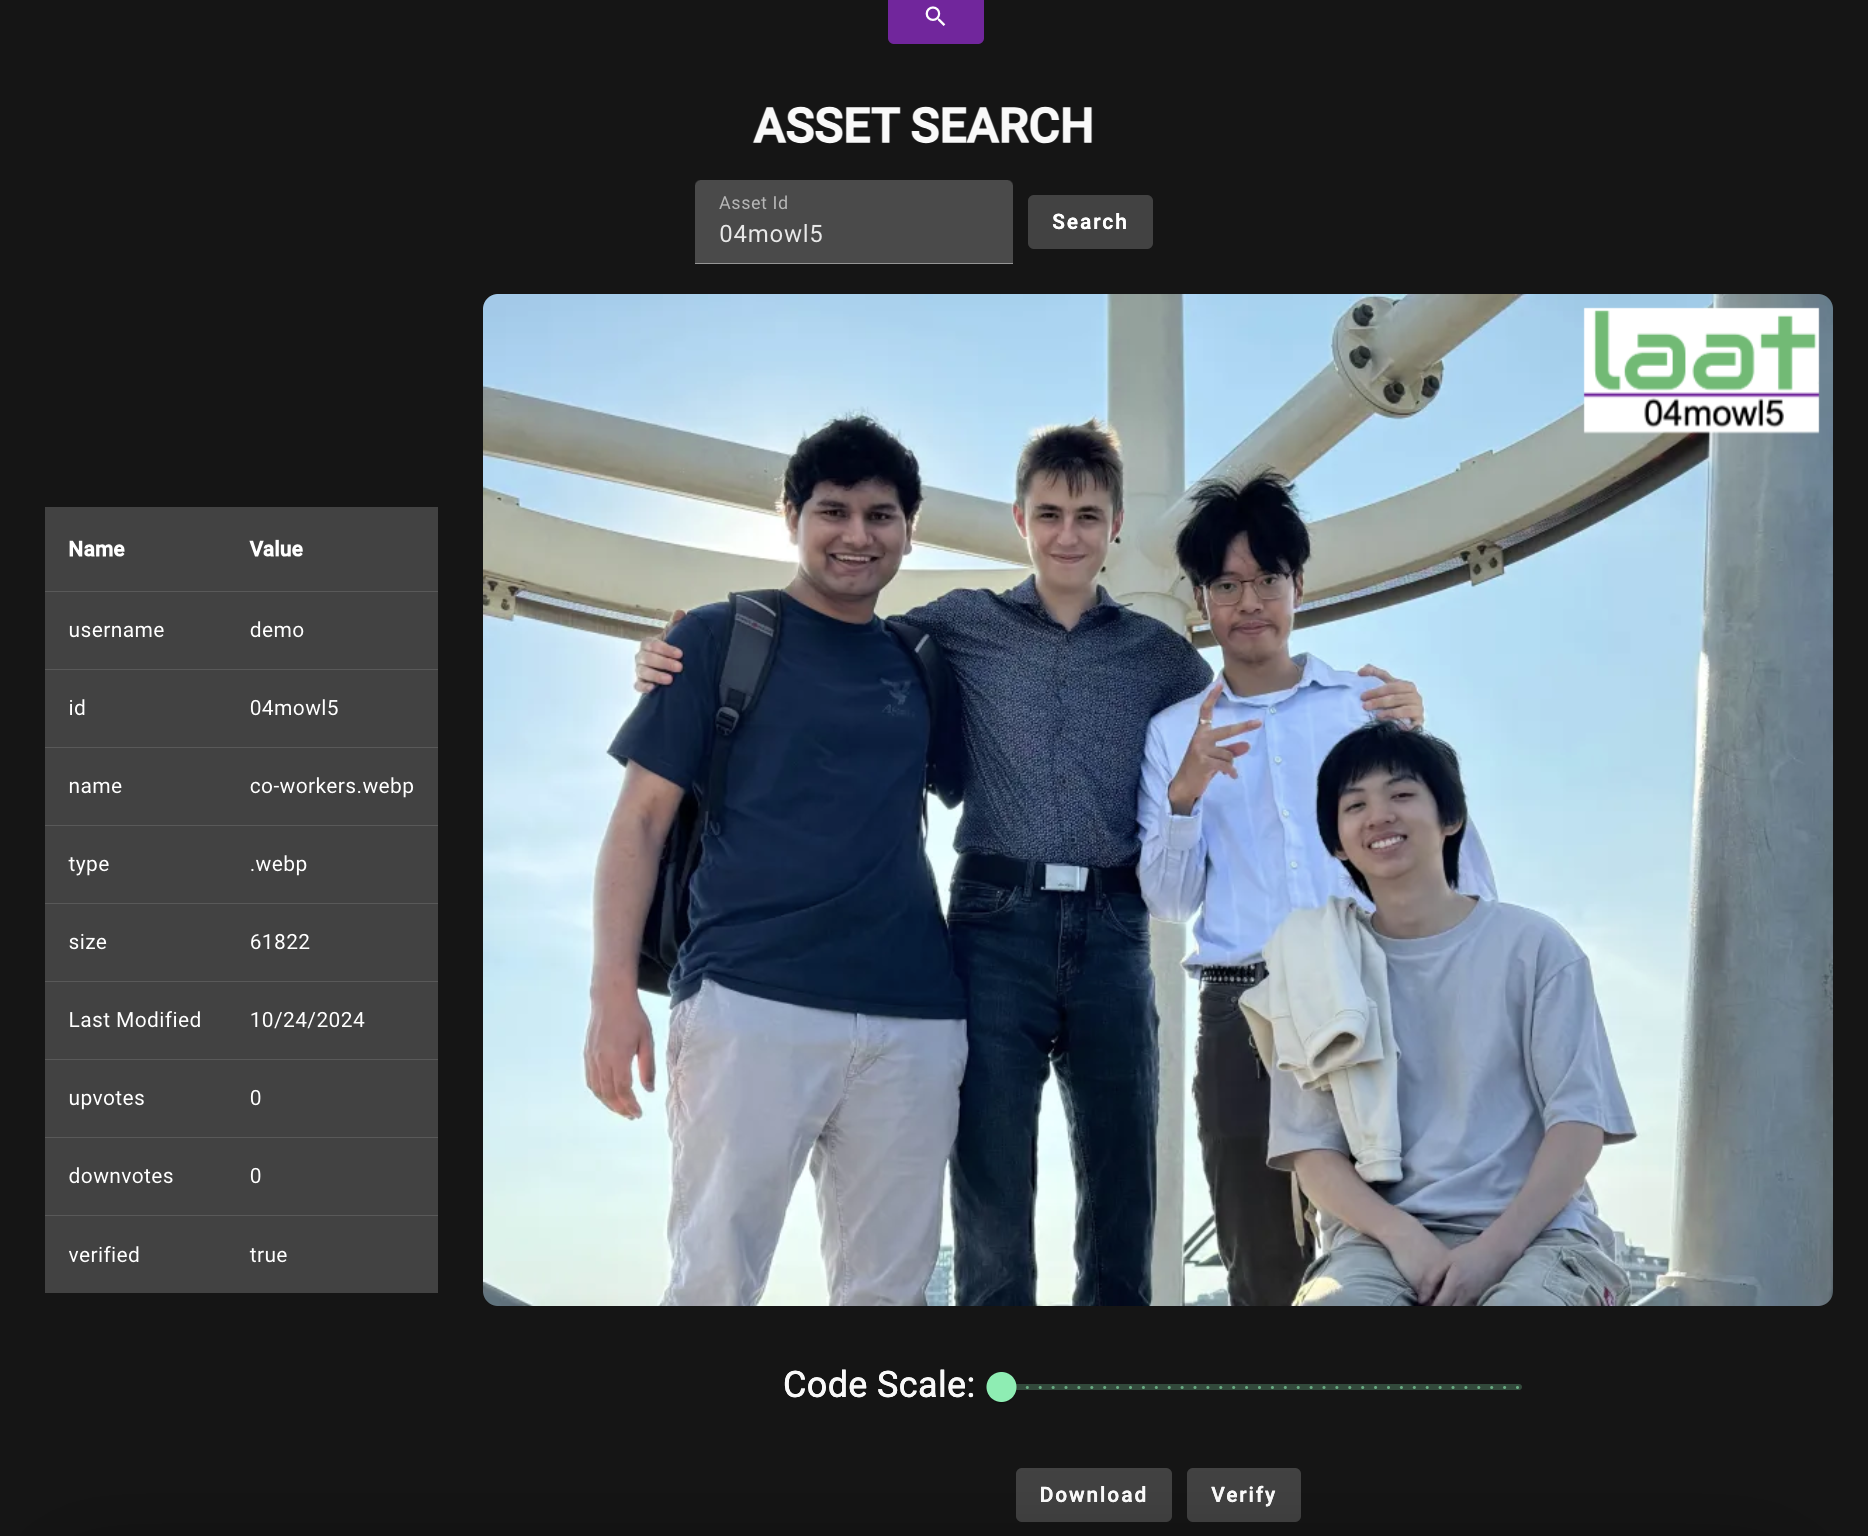 ASSET SEARCH
Asset Id
04mowl5
Search
laat
04mowl5
Name Value
username demo
id 04mowl5
name co-workers.webp
type .webp
size 61822
Last Modified 10/24/2024
upvotes 0
downvotes 0
verified true
Code Scale:
Download
Verify